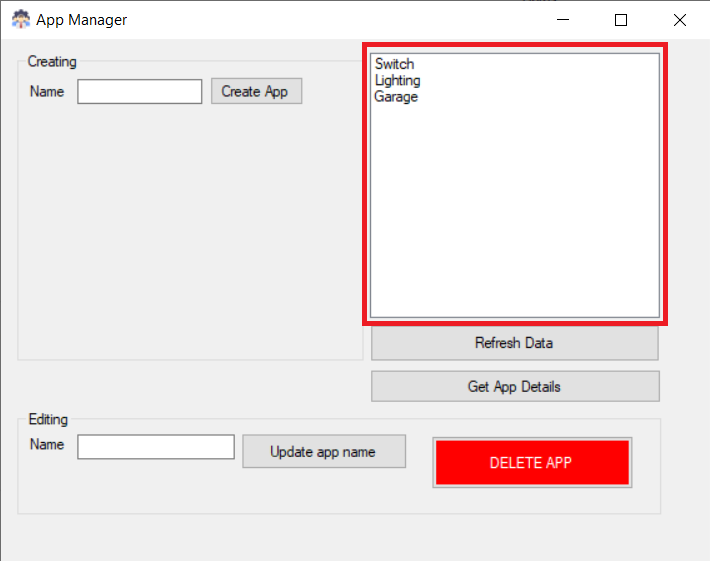 App Manager
Creating
Name
Create App
Switch
Lighting
Garage
Refresh Data
Get App Details
Editing
Name
Update app name
DELETE APP